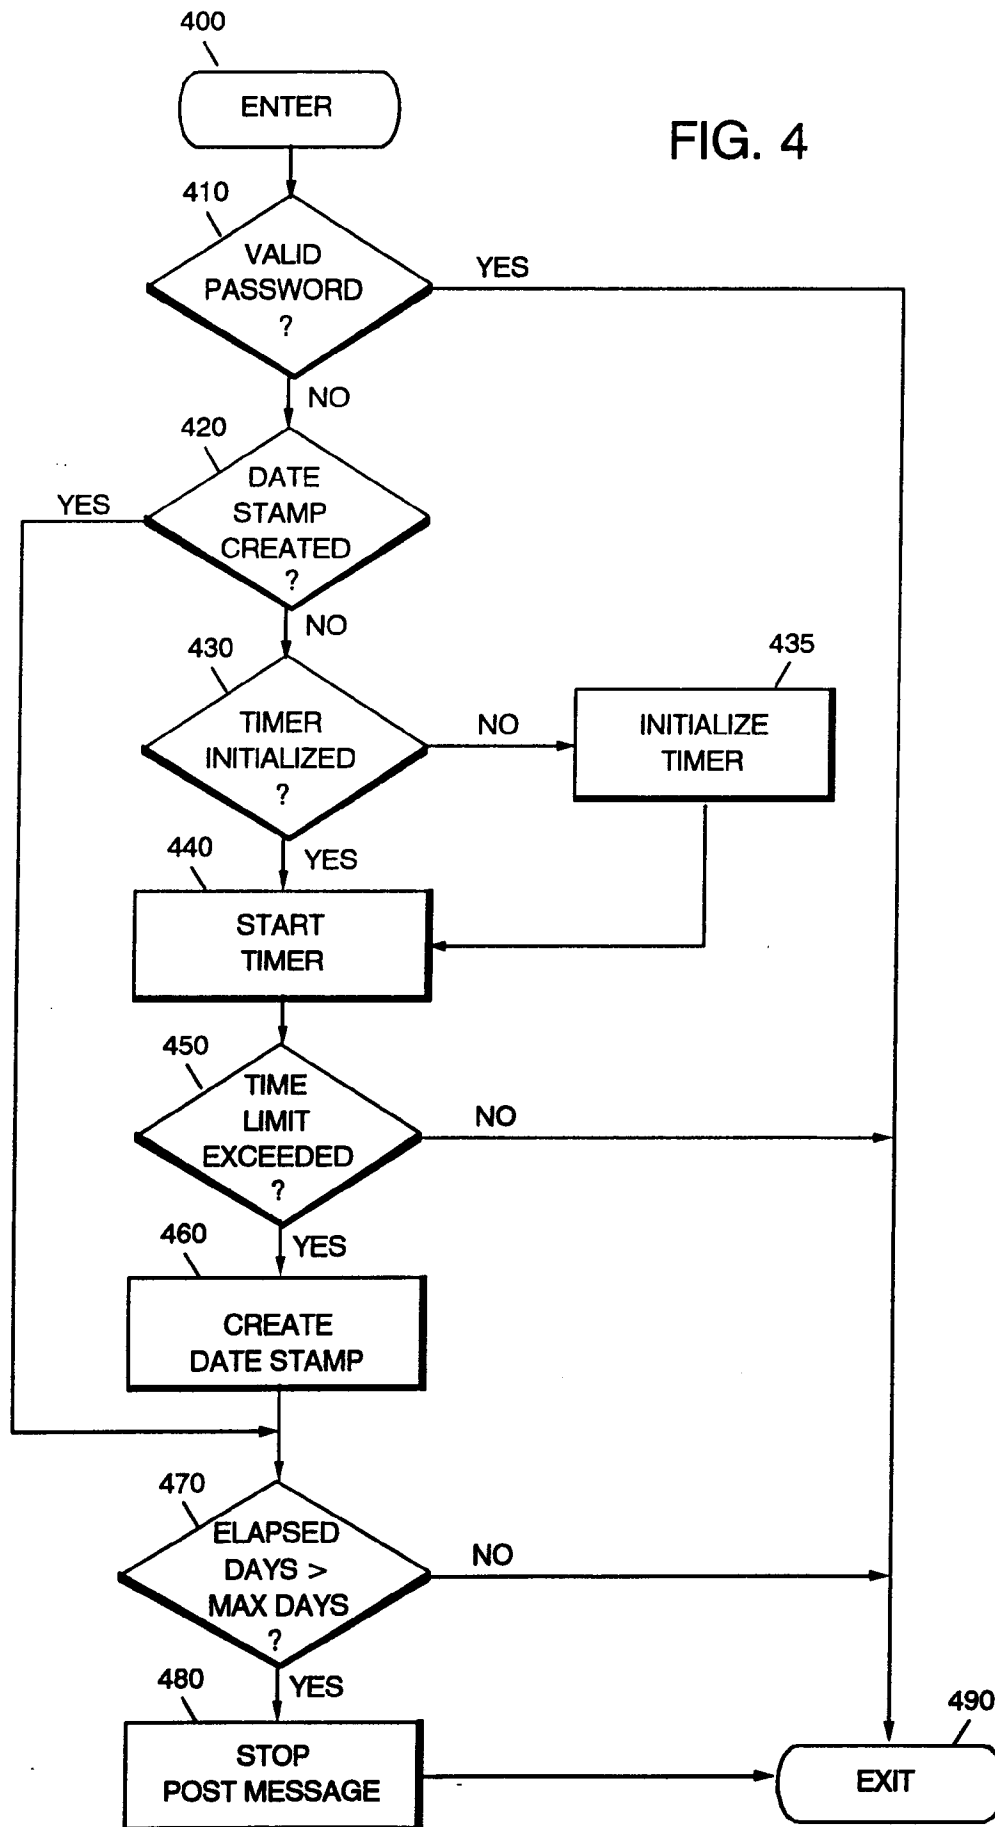 400
ENTER
FIG. 4
410
VALID
PASSWORD
?
YES
NO
420
DATE
STAMP
CREATED
?
YES
NO
430
TIMER
INITIALIZED
?
NO
435
INITIALIZE
TIMER
YES
440
START
TIMER
450
TIME
LIMIT
EXCEEDED
?
NO
YES
460
CREATE
DATE STAMP
470
ELAPSED
DAYS >
MAX DAYS
?
NO
YES
480
STOP
POST MESSAGE
490
EXIT